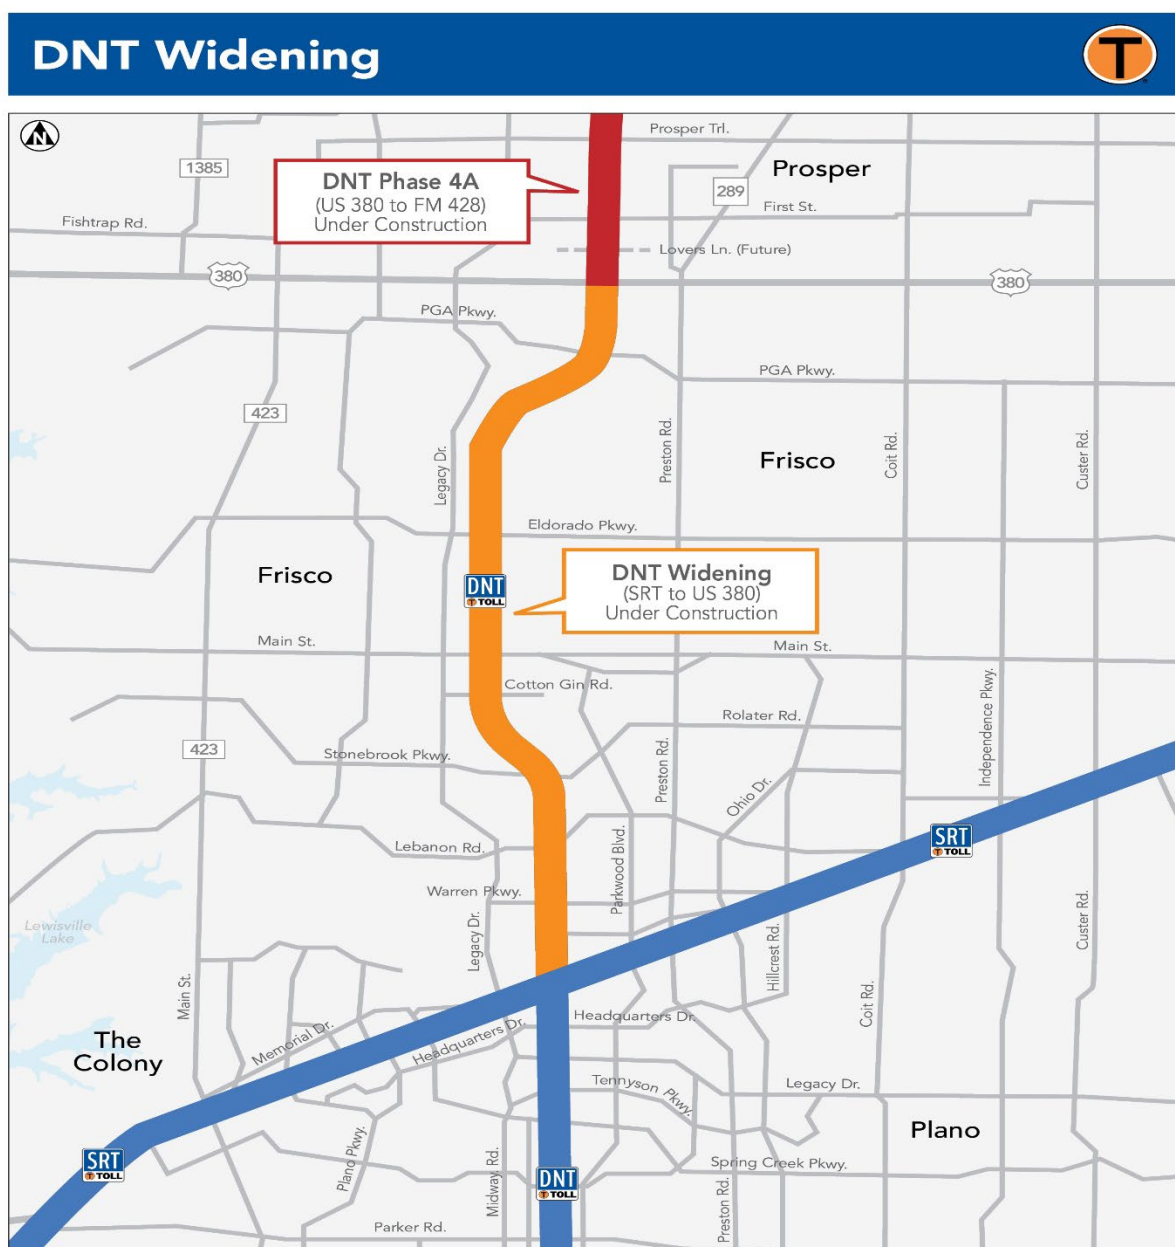 DNT Widening
T
N
Prosper Trl.
1385
DNT Phase 4A
(US 380 to FM 428)
Under Construction
Prosper
289
First St.
Fishtrap Rd.
Lovers Ln. (Future)
380
380
PGA Pkwy.
PGA Pkwy.
423
Legacy Dr.
Preston Rd.
Coit Rd.
Custer Rd.
Frisco
Eldorado Pkwy.
Frisco
DNT
T TOLL
DNT Widening
(SRT to US 380)
Under Construction
Main St.
Main St.
Cotton Gin Rd.
Independence Pkwy.
Rolater Rd.
423
Stonebrook Pkwy.
Preston Rd.
Ohio Dr.
SRT
T TOLL
Lebanon Rd.
Parkwood Blvd.
Warren Pkwy.
Lewisville
Lake
Legacy Dr.
Hillcrest Rd.
Custer Rd.
Main St.
Coit Rd.
Memorial Dr.
Headquarters Dr.
Headquarters Dr.
The
Colony
Tennyson Pkwy.
Legacy Dr.
Plano
SRT
T TOLL
Plano Pkwy.
Midway Rd.
DNT
T TOLL
Spring Creek Pkwy.
Preston Rd.
Parker Rd.